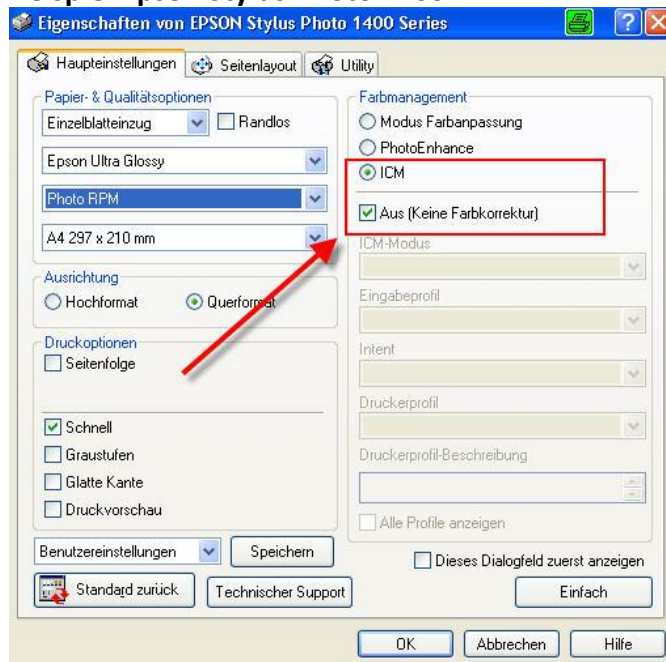 Eigenschaften von EPSON Stylus Photo 1400 Series
Haupteinstellungen Seitenlayout Utility
Papier- & Qualitätsoptionen
Einzelblatteinzug Randlos
Epson Ultra Glossy
Photo RPM
A4 297 x 210 mm
Ausrichtung
Hochformat Querformat
Druckoptionen
Seitenfolge
Schnell
Graustufen
Glatte Kante
Druckvorschau
Farbmanagement
Modus Farbanpassung
PhotoEnhance
ICM
Aus (Keine Farbkorrektur)
ICM-Modus
Eingabeprofil
Intent
Druckerprofil
Druckerprofil-Beschreibung
Alle Profile anzeigen
Benutzereinstellungen Speichern
Dieses Dialogfeld zuerst anzeigen
Standard zurück Technischer Support Einfach
OK Abbrechen Hilfe